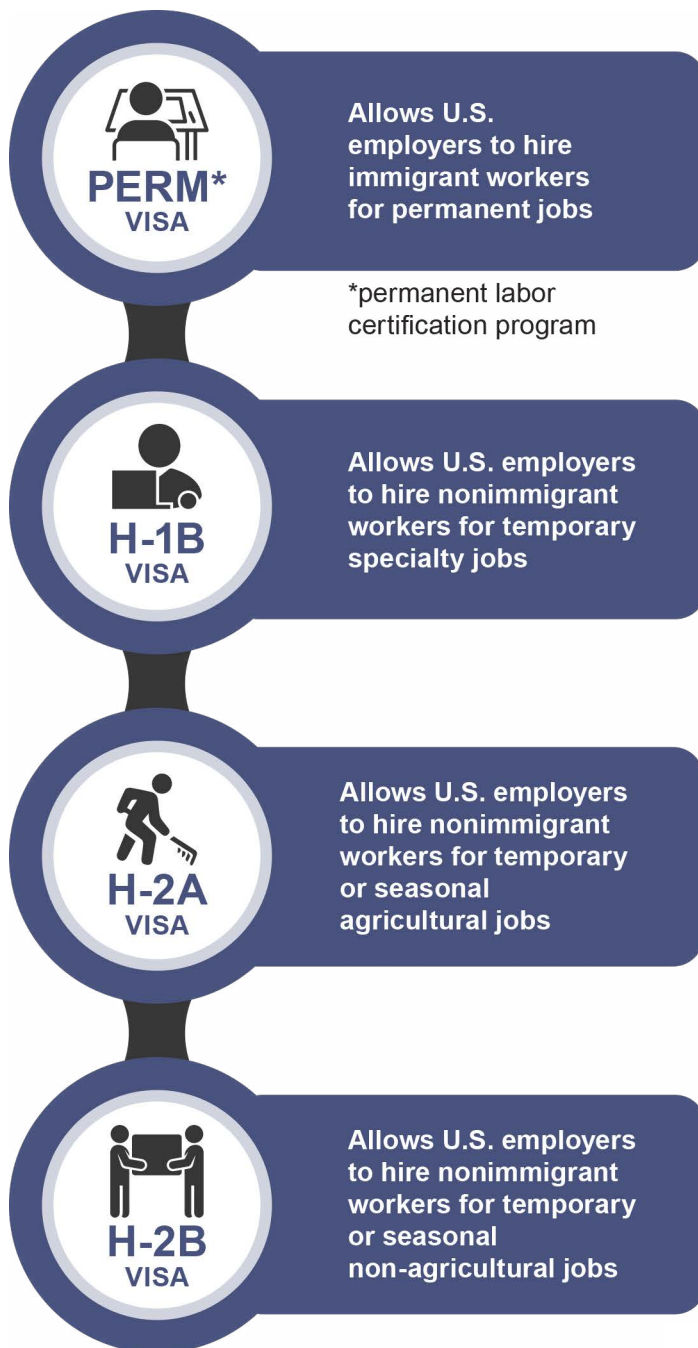 PERM*
VISA
Allows U.S.
employers to hire
immigrant workers
for permanent jobs
*permanent labor
certification program
H-1B
VISA
Allows U.S. employers
to hire nonimmigrant
workers for temporary
specialty jobs
H-2A
VISA
Allows U.S. employers
to hire nonimmigrant
workers for temporary
or seasonal
agricultural jobs
H-2B
VISA
Allows U.S. employers
to hire nonimmigrant
workers for temporary
or seasonal
non-agricultural jobs